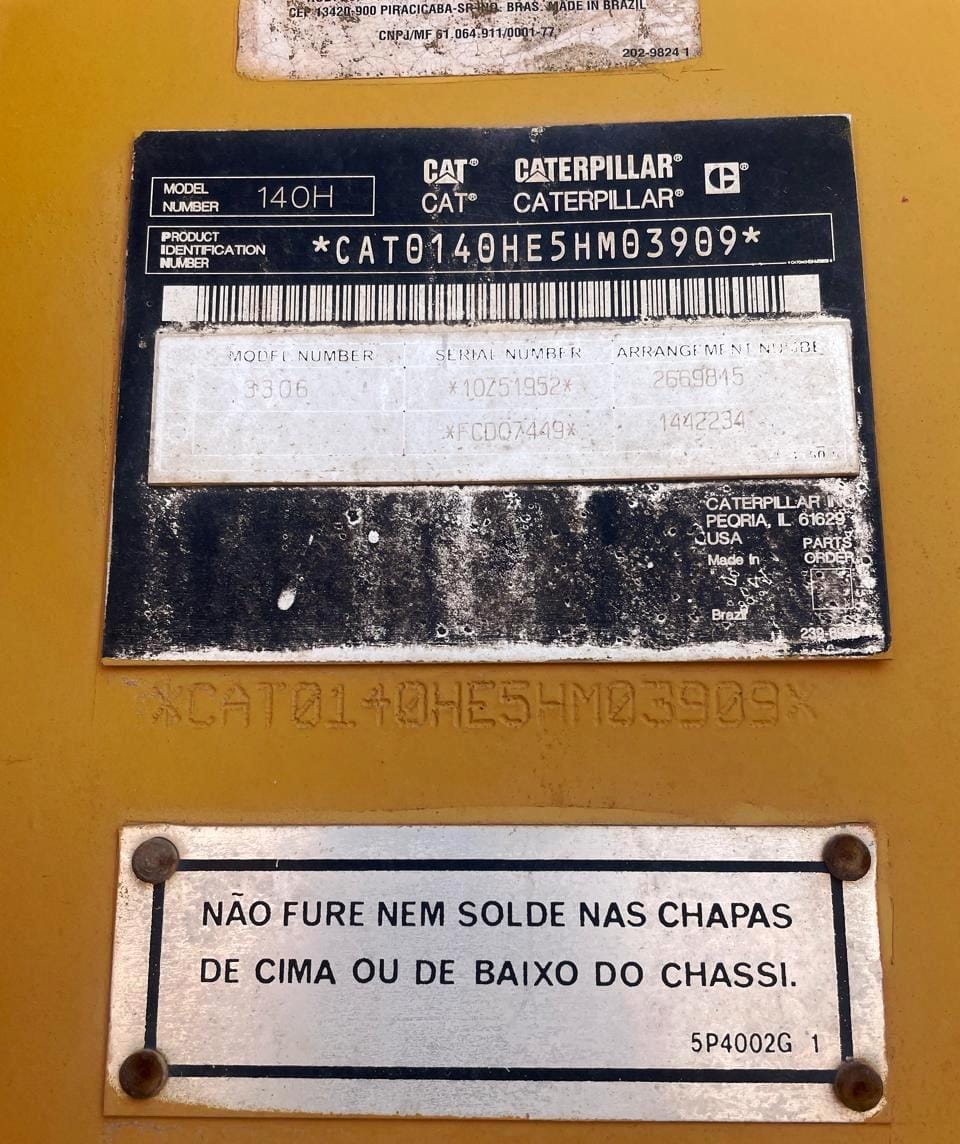 CEP 13420-900 PIRACICABA-SP-IND. BRAS. MADE IN BRAZIL
CNPJ/MF 61.064.911/0001-77
202-9824 1
CAT® CATERPILLAR®
MODEL NUMBER 140H
CAT® CATERPILLAR®
PRODUCT IDENTIFICATION NUMBER *CAT0140HE5HM03909*
MODEL NUMBER SERIAL NUMBER ARRANGEMENT NUMBE
3306 *10Z51952* 2669845
*FCD07449* 1442234
CATERPILLAR INC
PEORIA, IL 61629
USA
PARTS ORDER
Made in
Brazil
*CAT0140HE5HM03909*
NÃO FURE NEM SOLDE NAS CHAPAS
DE CIMA OU DE BAIXO DO CHASSI.
5P4002G 1